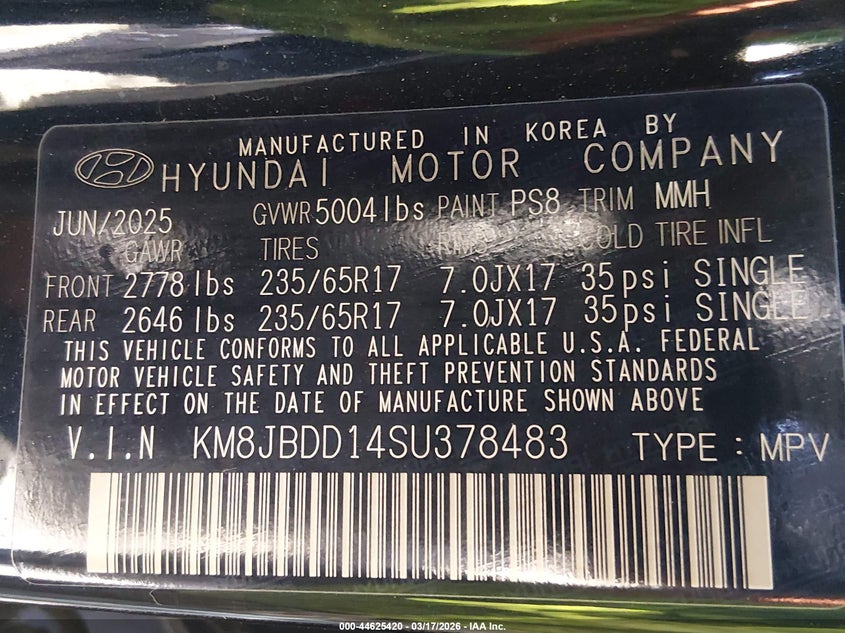 MANUFACTURED IN KOREA BY
HYUNDAI MOTOR COMPANY
JUN/2025 GVWR 5004lbs PAINT PS8 TRIM MMH
GAWR TIRES RIMS COLD TIRE INFL
FRONT 2778 lbs 235/65R17 7.0JX17 35psi SINGLE
REAR 2646 lbs 235/65R17 7.0JX17 35psi SINGLE
THIS VEHICLE CONFORMS TO ALL APPLICABLE U.S.A. FEDERAL
MOTOR VEHICLE SAFETY AND THEFT PREVENTION STANDARDS
IN EFFECT ON THE DATE OF MANUFACTURE SHOWN ABOVE
V.I.N KM8JBDD14SU378483 TYPE : MPV
000-44625420 - 03/17/2026 - IAA Inc.